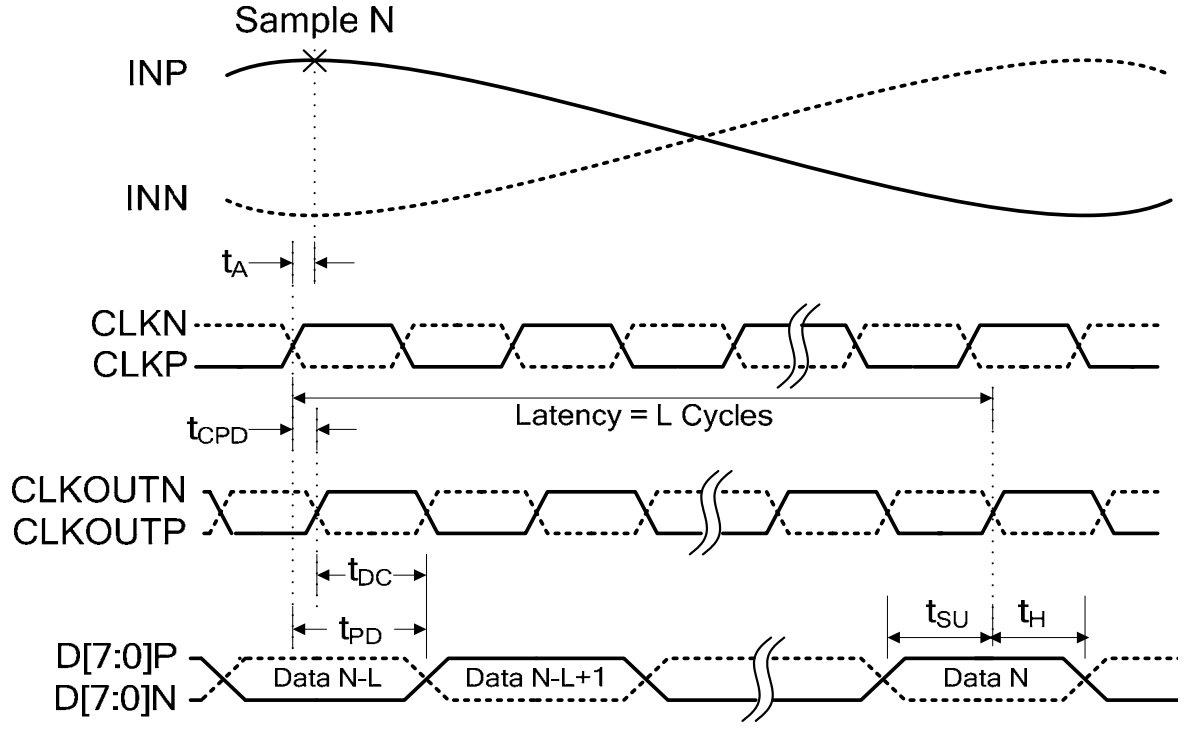 Sample N
INP
INN
tA
CLKN
CLKP
Latency = L Cycles
tCPD
CLKOUTN
CLKOUTP
tDC
tPD
tSU
tH
D[7:0]P
D[7:0]N
Data N-L
Data N-L+1
Data N